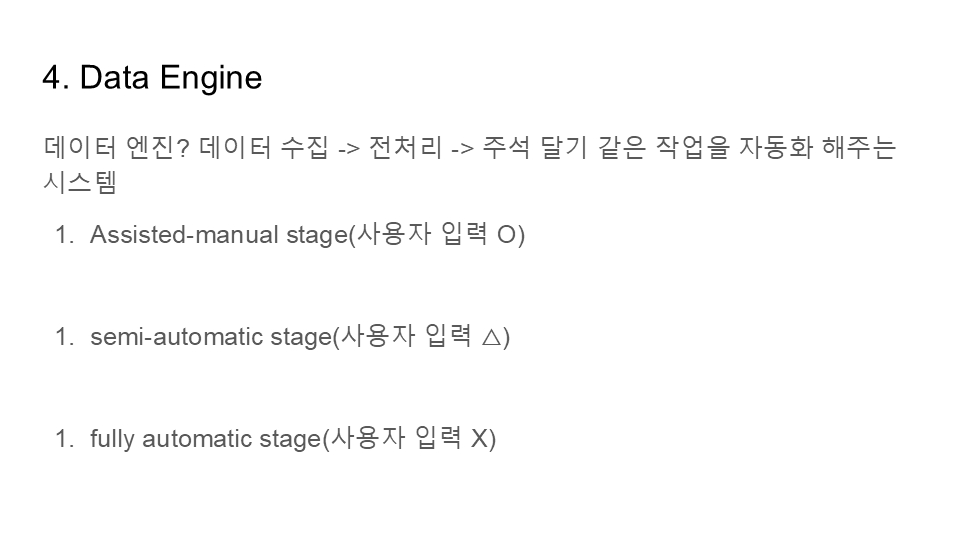 4. Data Engine
데이터 엔진? 데이터 수집 -> 전처리 -> 주석 달기 같은 작업을 자동화 해주는
시스템
1. Assisted-manual stage(사용자 입력 O)
1. semi-automatic stage(사용자 입력 △)
1. fully automatic stage(사용자 입력 X)